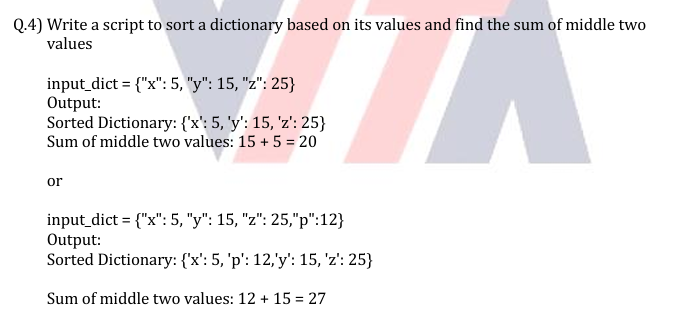 Q.4) Write a script to sort a dictionary based on its values and find the sum of middle two
values
input_dict = {"x": 5, "y": 15, "z": 25}
Output:
Sorted Dictionary: {'x': 5, 'y': 15, 'z': 25}
Sum of middle two values: 15 + 5 = 20
or
input_dict = {"x": 5, "y": 15, "z": 25,"p":12}
Output:
Sorted Dictionary: {'x': 5, 'p': 12,'y': 15, 'z': 25}
Sum of middle two values: 12 + 15 = 27